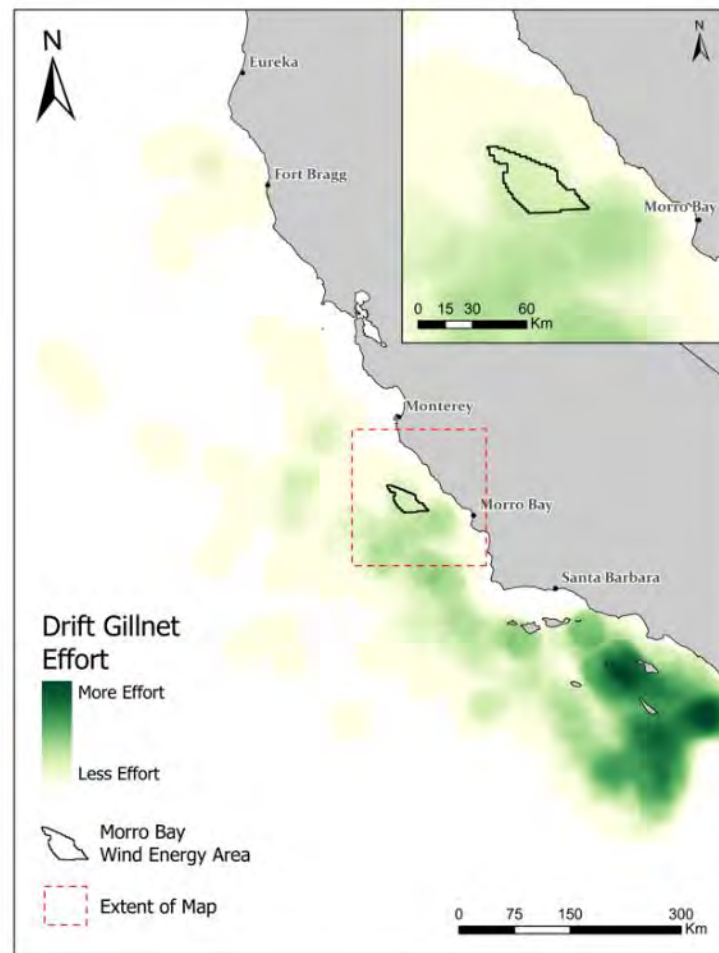 N
Eureka
Fort Bragg
N
Morro Bay
0 15 30 60
Km
Monterey
Morro Bay
Santa Barbara
Drift Gillnet
Effort
More Effort
Less Effort
Morro Bay
Wind Energy Area
Extent of Map
0 75 150 300
Km